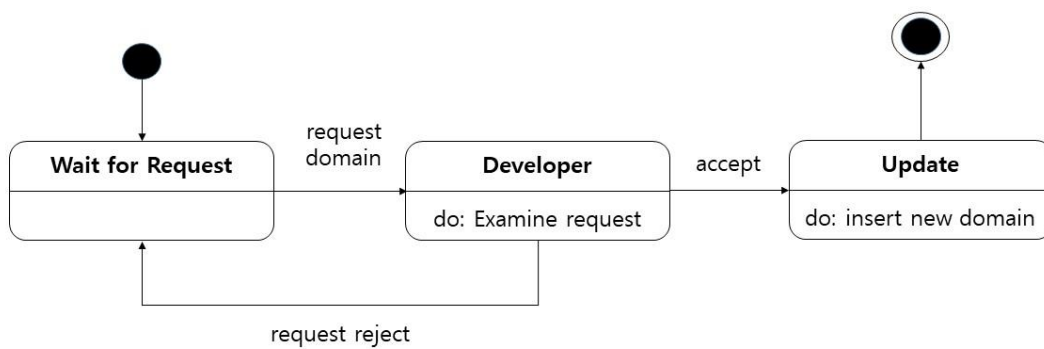 request
domain
Wait for Request
Developer
accept
Update
do: Examine request
do: insert new domain
request reject